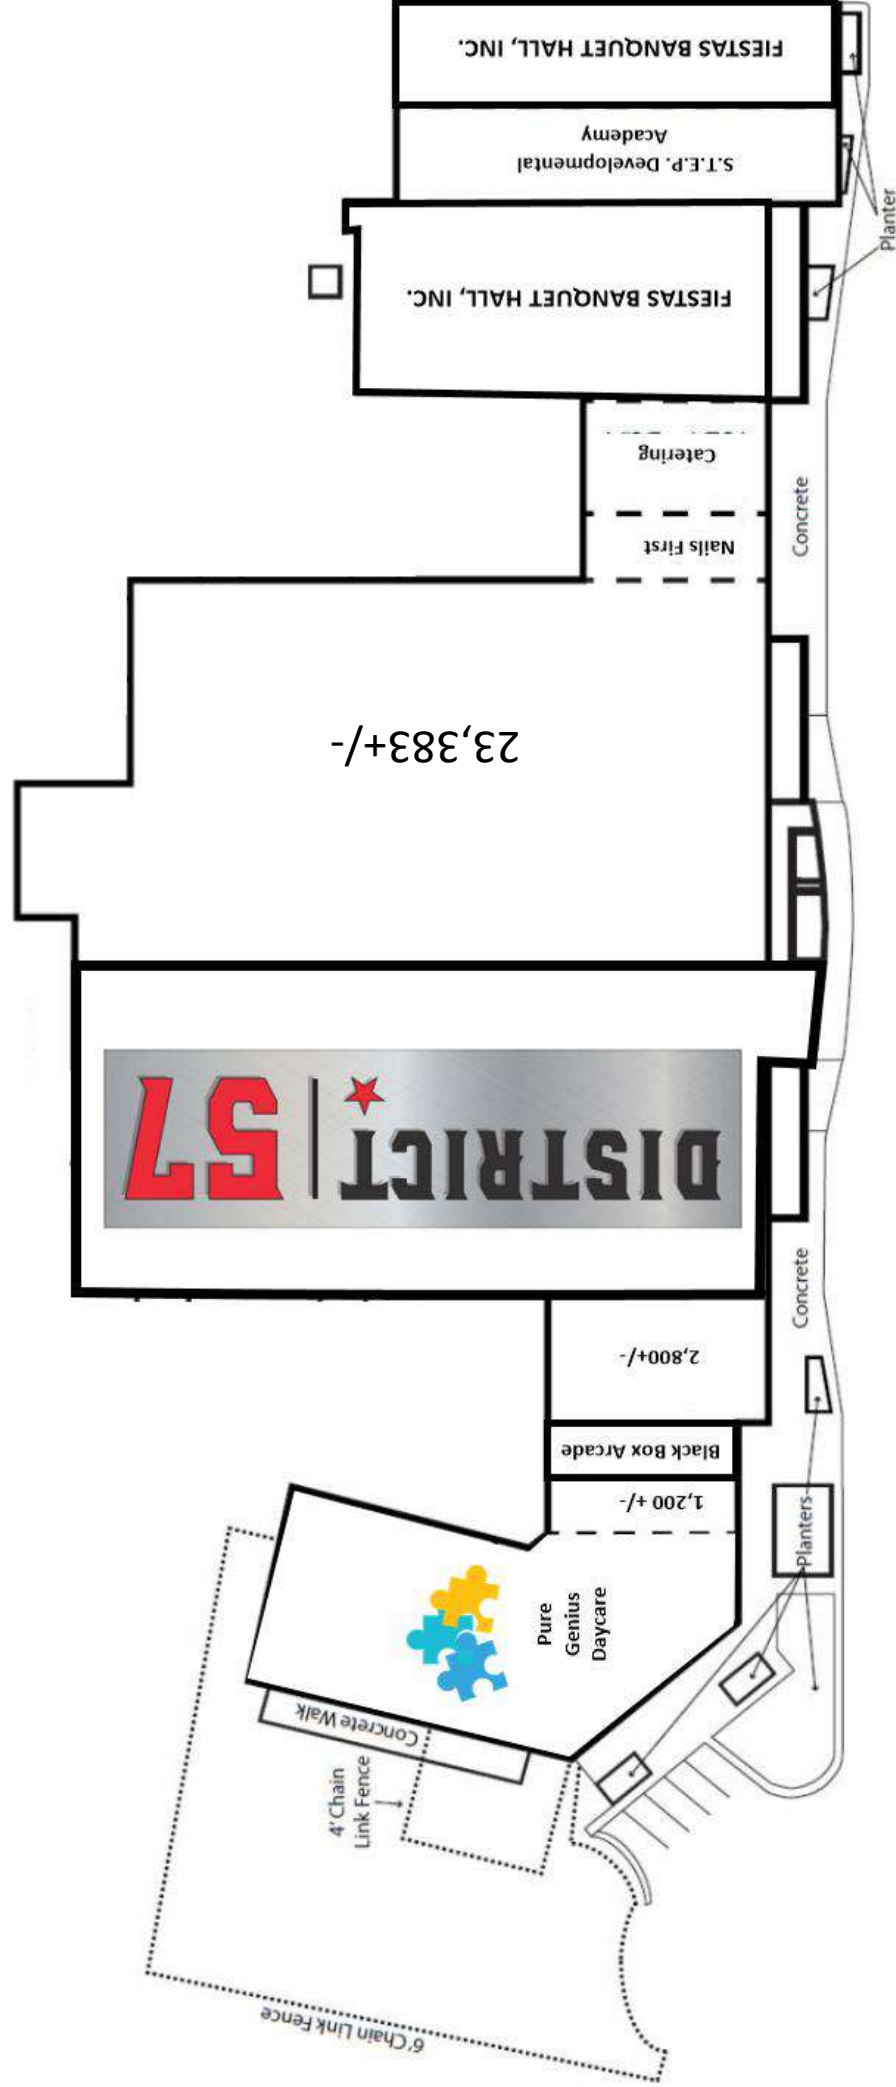 FIESTAS BANQUET HALL, INC.
S.T.E.P. Developmental
Academy
Planter
FIESTAS BANQUET HALL, INC.
Catering
Concrete
Nails First
23,383+/-
DISTRICT | 57
Concrete
2,800+/-
Black Box Arcade
1,200 +/-
Planters
Pure
Genius
Daycare
Concrete Walk
4' Chain
Link Fence
6' Chain Link Fence